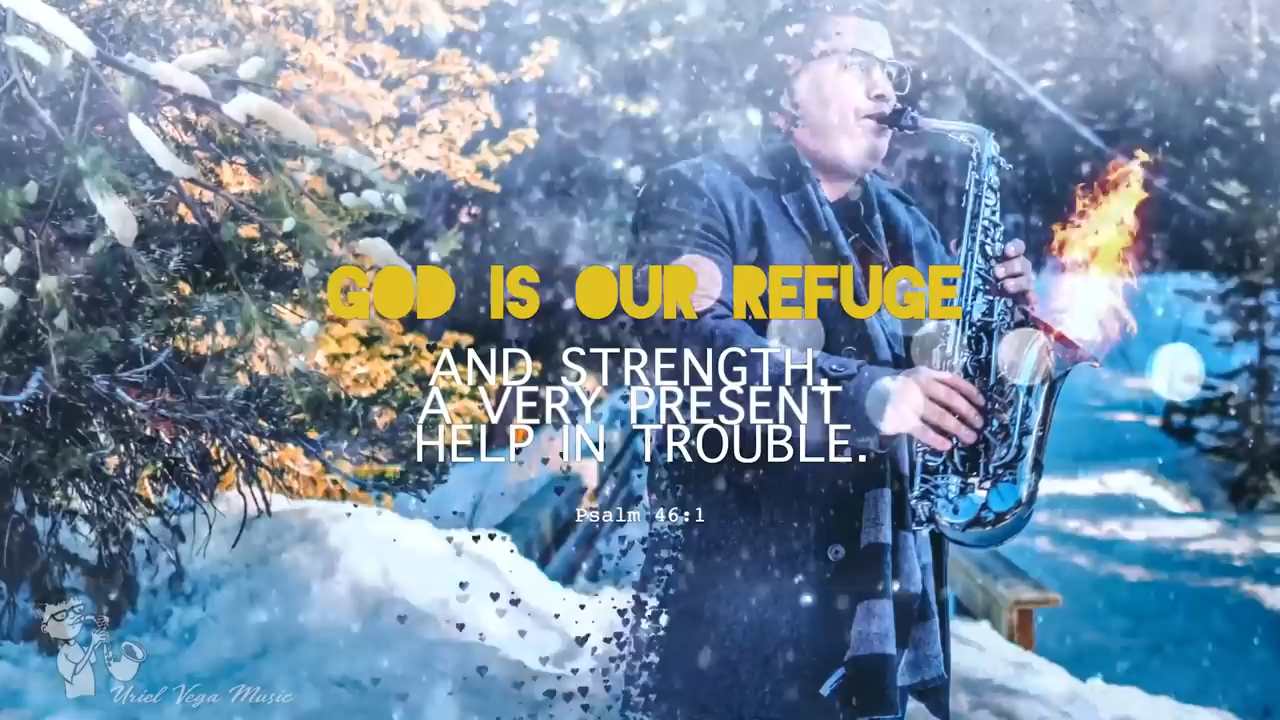 GOD IS OUR REFUGE
AND STRENGTH,
A VERY PRESENT
HELP IN TROUBLE.
Psalm 46:1
Uriel Vega Music